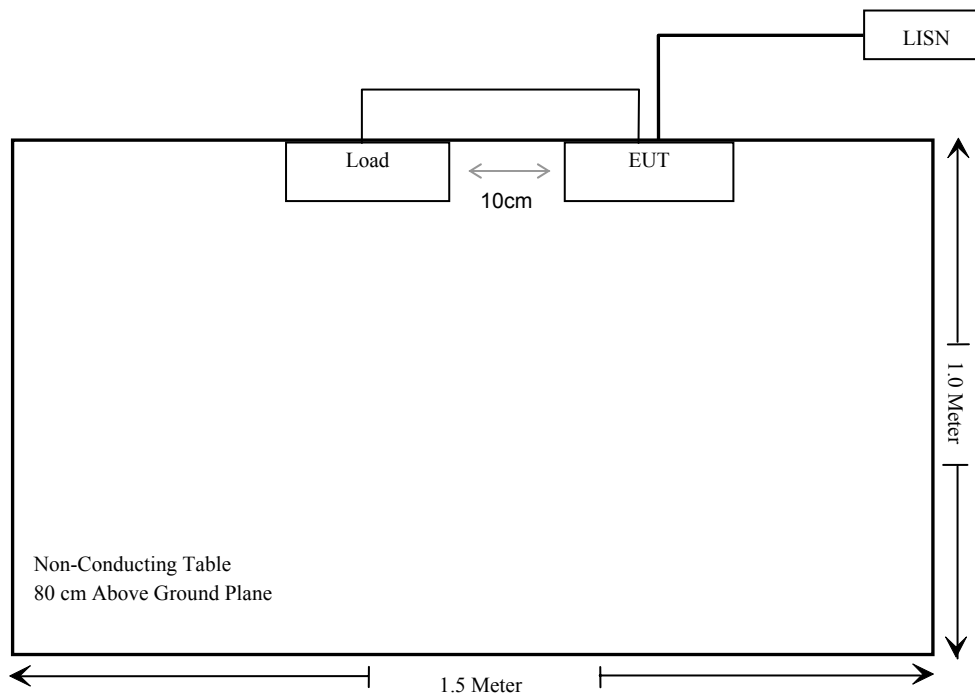 LISN
Load
EUT
10cm
1.0 Meter
Non-Conducting Table
80 cm Above Ground Plane
1.5 Meter